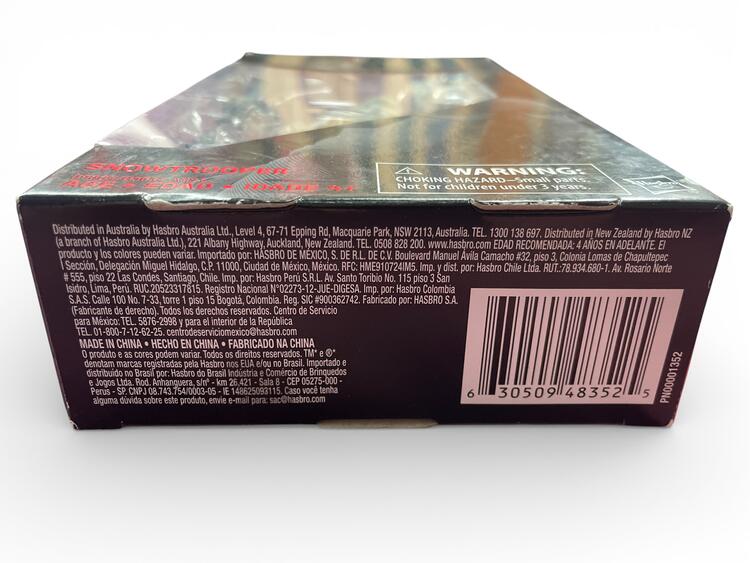 SNOWTROOPER
AGE • EDAD • IDADE 4+
WARNING:
CHOKING HAZARD–Small parts.
Not for children under 3 years.
Hasbro
Distributed in Australia by Hasbro Australia Ltd., Level 4, 67-71 Epping Rd, Macquarie Park, NSW 2113, Australia. TEL. 1300 138 697. Distributed in New Zealand by Hasbro NZ
(a branch of Hasbro Australia Ltd.), 221 Albany Highway, Auckland, New Zealand. TEL. 0508 828 200. www.hasbro.com EDAD RECOMENDADA: 4 AÑOS EN ADELANTE. El
producto y los colores pueden variar. Importado por: HASBRO DE MÉXICO, S. DE R.L. DE C.V. Boulevard Manuel Ávila Camacho #32, piso 3, Colonia Lomas de Chapultepec
I Sección, Delegación Miguel Hidalgo, C.P. 11000, Ciudad de México, México. RFC: HME910724IM5. Imp. y dist. por: Hasbro Chile Ltda. RUT:78.934.680-1. Av. Rosario Norte
# 555, piso 22 Las Condes, Santiago, Chile. Imp. por: Hasbro Perú S.R.L. Av. Santo Toribio No. 115 piso 3 San
Isidro, Lima, Perú. RUC:20523317815. Registro Nacional N°02273-12-JUE-DIGESA. Imp. por: Hasbro Colombia
S.A.S. Calle 100 No. 7-33, torre 1 piso 15 Bogotá, Colombia. Reg. SIC #900362742. Fabricado por: HASBRO S.A.
(Fabricante de derecho). Todos los derechos reservados. Centro de Servicio
para México: TEL. 5876-2998 y para el interior de la República
TEL. 01-800-7-12-62-25. centrodeserviciomexico@hasbro.com
MADE IN CHINA • HECHO EN CHINA • FABRICADO NA CHINA
O produto e as cores podem variar. Todos os direitos reservados. TM* e ®*
denotam marcas registradas pela Hasbro nos EUA e/ou no Brasil. Importado e
distribuído no Brasil por: Hasbro do Brasil Indústria e Comércio de Brinquedos
e Jogos Ltda. Rod. Anhanguera, s/nº - km 26,421 - Sala 8 - CEP 05275-000 -
Perus - SP. CNPJ 08.743.754/0003-05 - IE 148625093115. Caso você tenha
alguma dúvida sobre este produto, envie e-mail para: sac@hasbro.com
6 30509 48352 5
PN00001352